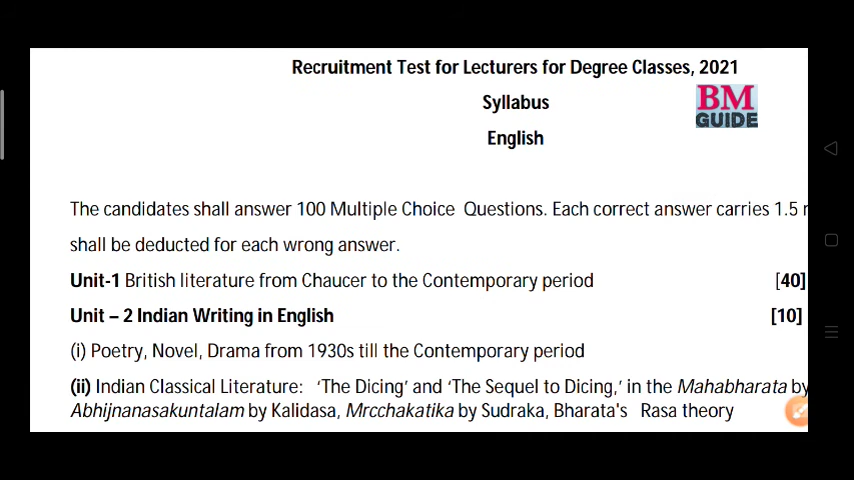 Recruitment Test for Lecturers for Degree Classes, 2021
Syllabus
BM
GUIDE
English
The candidates shall answer 100 Multiple Choice Questions. Each correct answer carries 1.5
shall be deducted for each wrong answer.
Unit-1 British literature from Chaucer to the Contemporary period [40]
Unit – 2 Indian Writing in English [10]
(i) Poetry, Novel, Drama from 1930s till the Contemporary period
(ii) Indian Classical Literature: ‘The Dicing’ and ‘The Sequel to Dicing,’ in the Mahabharata by
Abhijnanasakuntalam by Kalidasa, Mrcchakatika by Sudraka, Bharata's Rasa theory